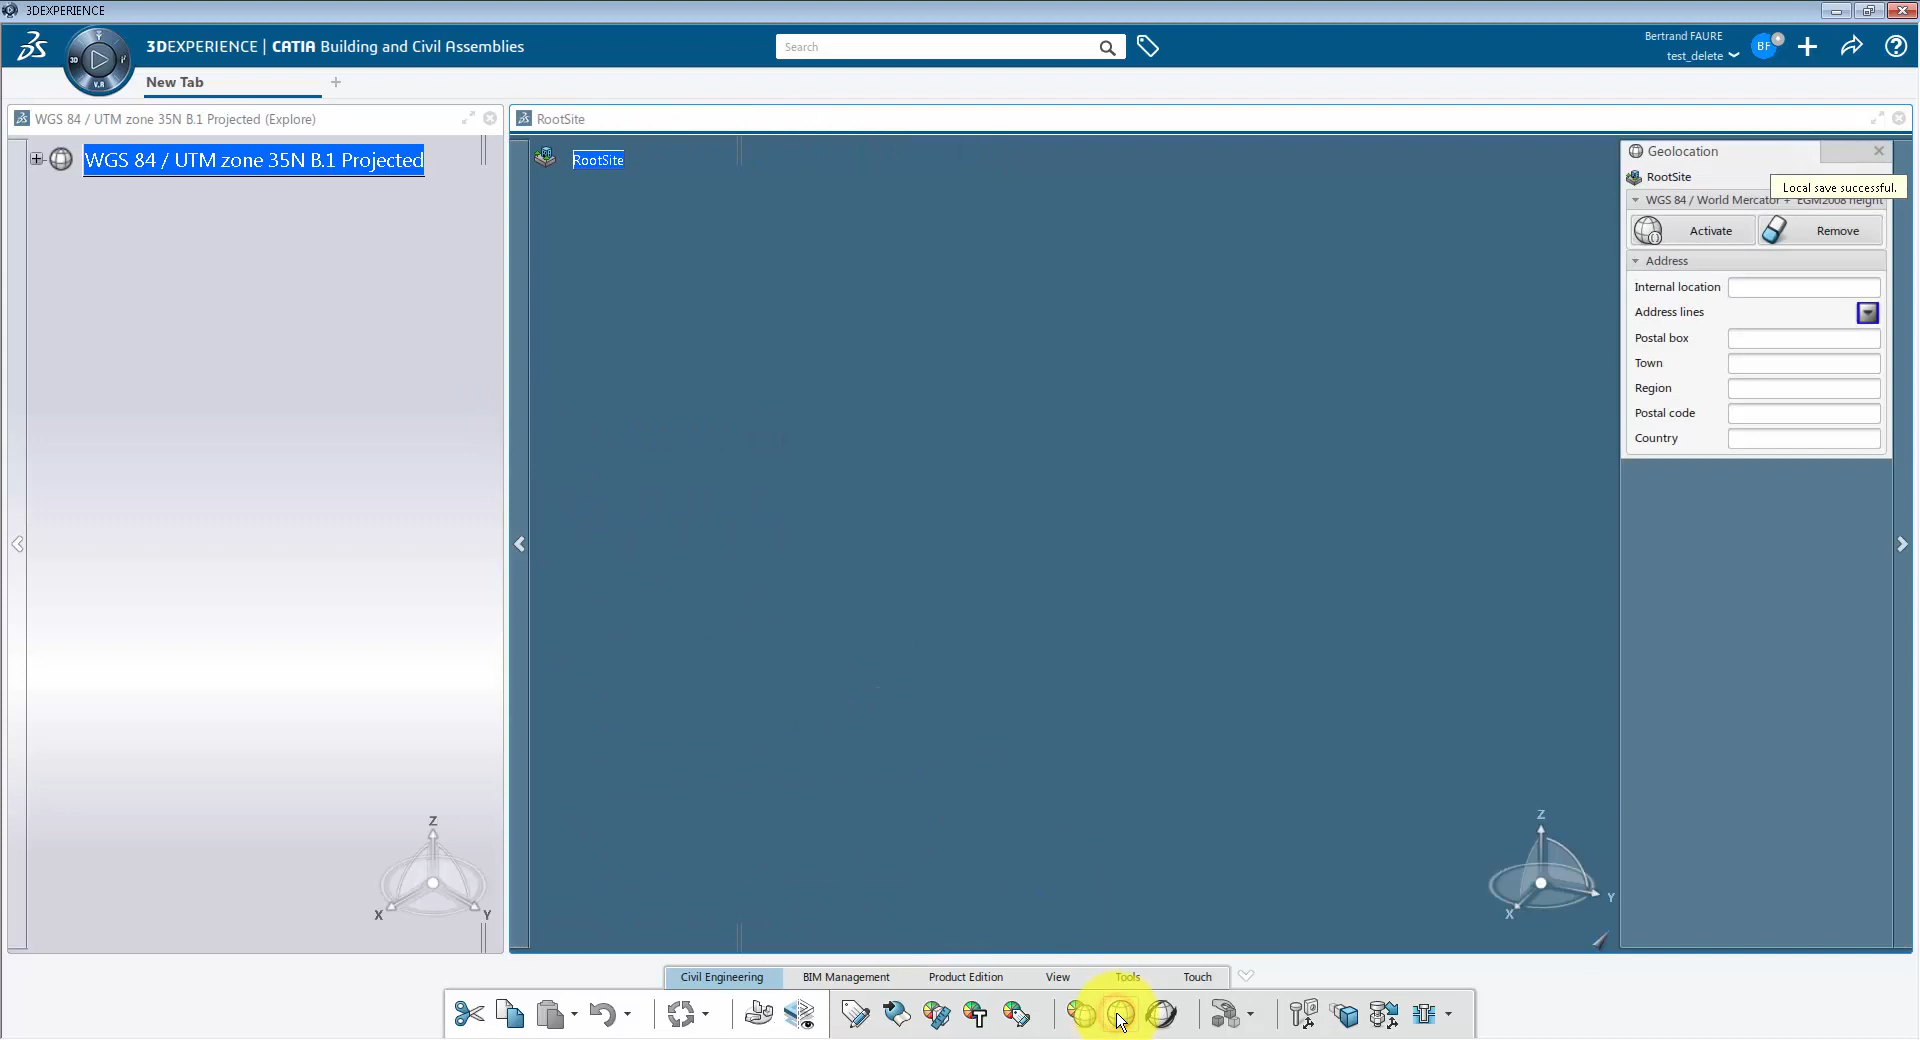 3DEXPERIENCE
3DEXPERIENCE | CATIA Building and Civil Assemblies
Search
Bertrand FAURE
test_delete
BF
3D
V.R
New Tab
WGS 84 / UTM zone 35N B.1 Projected (Explore)
RootSite
WGS 84 / UTM zone 35N B.1 Projected
RootSite
Geolocation
RootSite
Local save successful.
WGS 84 / World Mercator + EGM2008 height
Activate
Remove
Address
Internal location
Address lines
Postal box
Town
Region
Postal code
Country
Z
X
Y
Z
X
Y
Civil Engineering
BIM Management
Product Edition
View
Tools
Touch